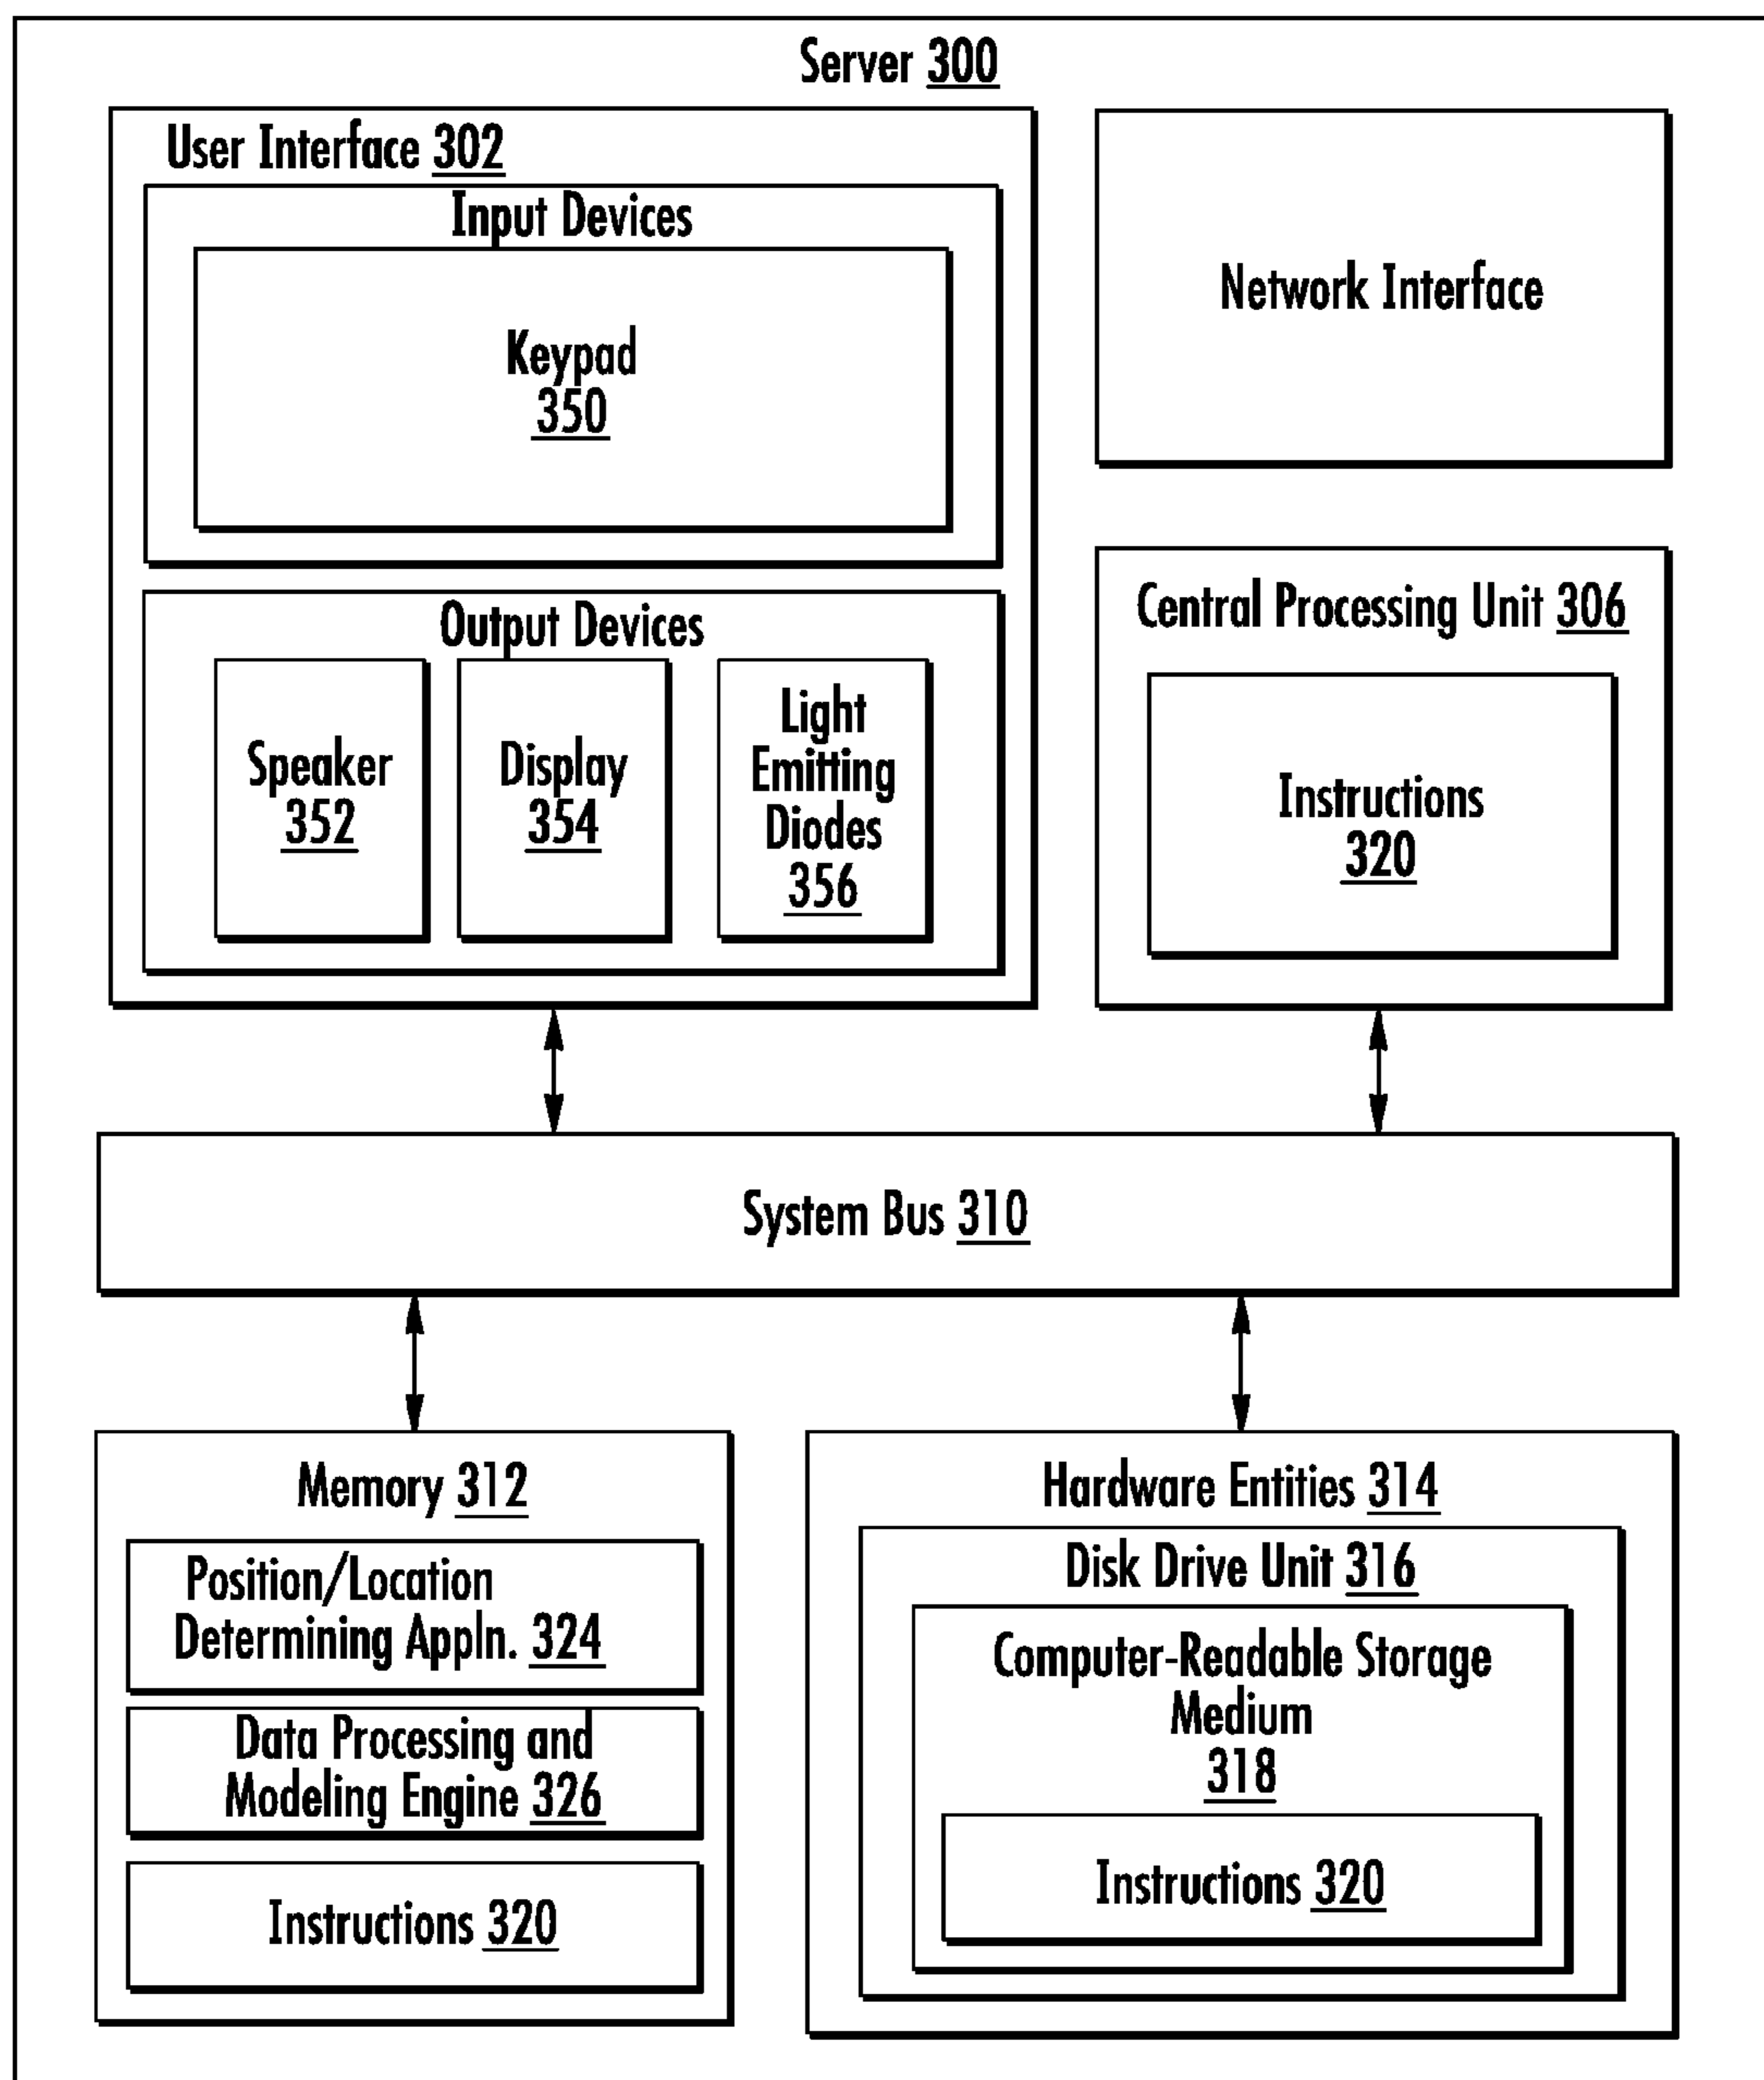 Server 300
User Interface 302
Input Devices
Keypad
350
Output Devices
Speaker
352
Display
354
Light
Emitting
Diodes
356
Network Interface
Central Processing Unit 306
Instructions
320
System Bus 310
Memory 312
Position/Location
Determining Appln. 324
Data Processing and
Modeling Engine 326
Instructions 320
Hardware Entities 314
Disk Drive Unit 316
Computer-Readable Storage
Medium
318
Instructions 320